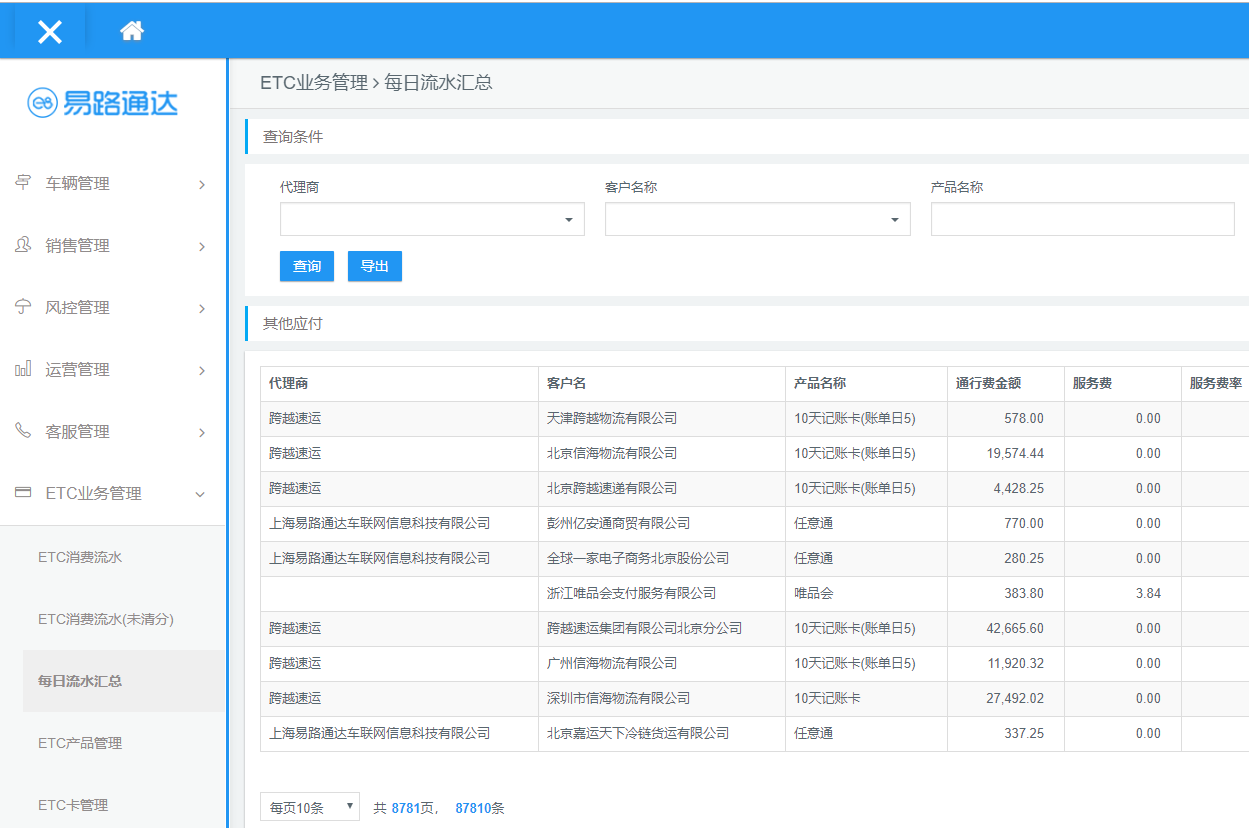 ETC业务管理 > 每日流水汇总
易路通达
车辆管理
销售管理
风控管理
运营管理
客服管理
ETC业务管理
ETC消费流水
ETC消费流水(未清分)
每日流水汇总
ETC产品管理
ETC卡管理
查询条件
代理商 客户名称 产品名称
查询 导出
其他应付
代理商 客户名 产品名称 通行费金额 服务费 服务费率
跨越速运 天津跨越物流有限公司 10天记账卡(账单日5) 578.00 0.00
跨越速运 北京信海物流有限公司 10天记账卡(账单日5) 19,574.44 0.00
跨越速运 北京跨越速递有限公司 10天记账卡(账单日5) 4,428.25 0.00
上海易路通达车联网信息科技有限公司 彭州亿安通商贸有限公司 任意通 770.00 0.00
上海易路通达车联网信息科技有限公司 全球一家电子商务北京股份公司 任意通 280.25 0.00
浙江唯品会支付服务有限公司 唯品会 383.80 3.84
跨越速运 跨越速运集团有限公司北京分公司 10天记账卡(账单日5) 42,665.60 0.00
跨越速运 广州信海物流有限公司 10天记账卡(账单日5) 11,920.32 0.00
跨越速运 深圳市信海物流有限公司 10天记账卡 27,492.02 0.00
上海易路通达车联网信息科技有限公司 北京嘉运天下冷链货运有限公司 任意通 337.25 0.00
每页10条 共 8781页, 87810条